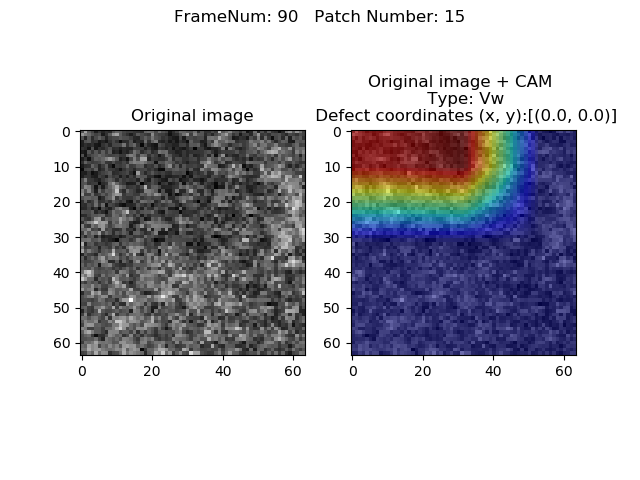 FrameNum: 90   Patch Number: 15
Original image
0
10
20
30
40
50
60
0 20 40 60
Original image + CAM
Type: Vw
Defect coordinates (x, y):[(0.0, 0.0)]
0
10
20
30
40
50
60
0 20 40 60